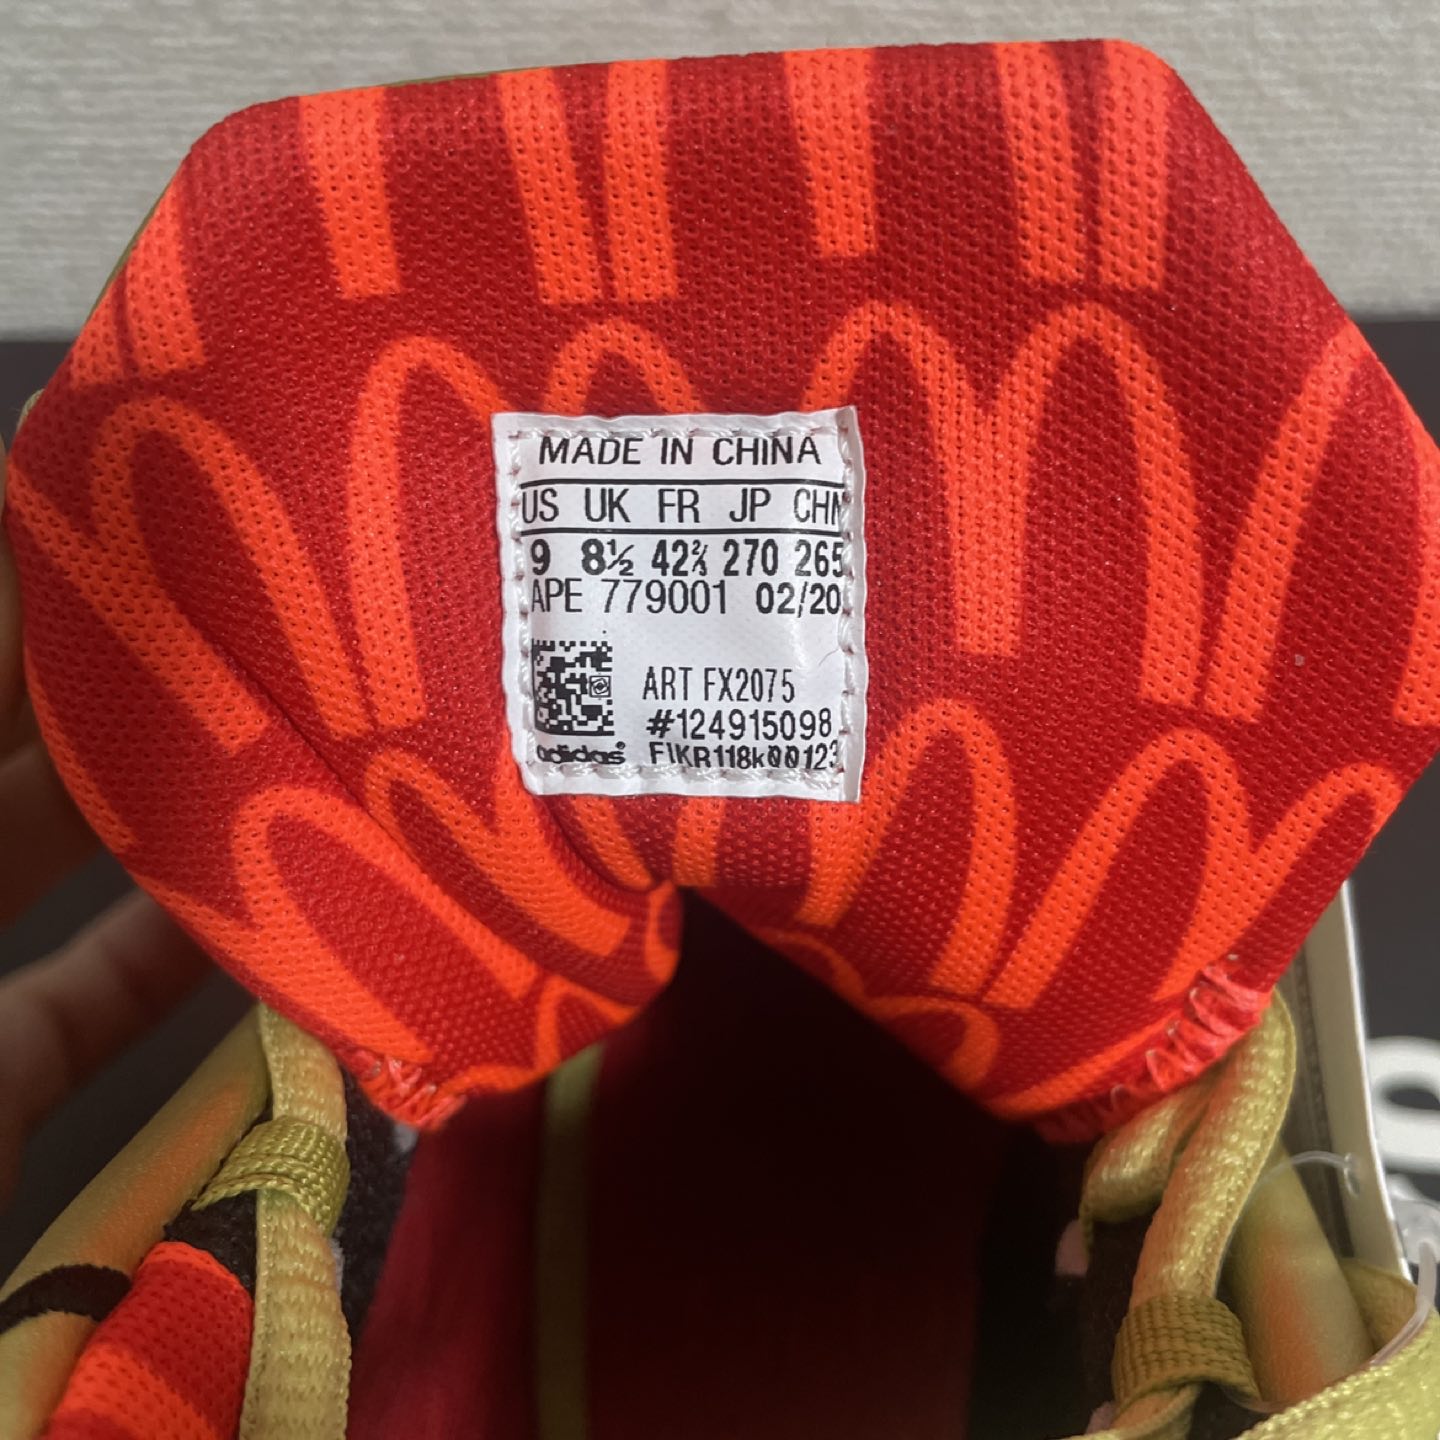 MADE IN CHINA
US UK FR JP CHN
9 8½ 42⅔ 270 265
APE 779001 02/20
ART FX2075
#124915098
adidas® FIKR118k00123